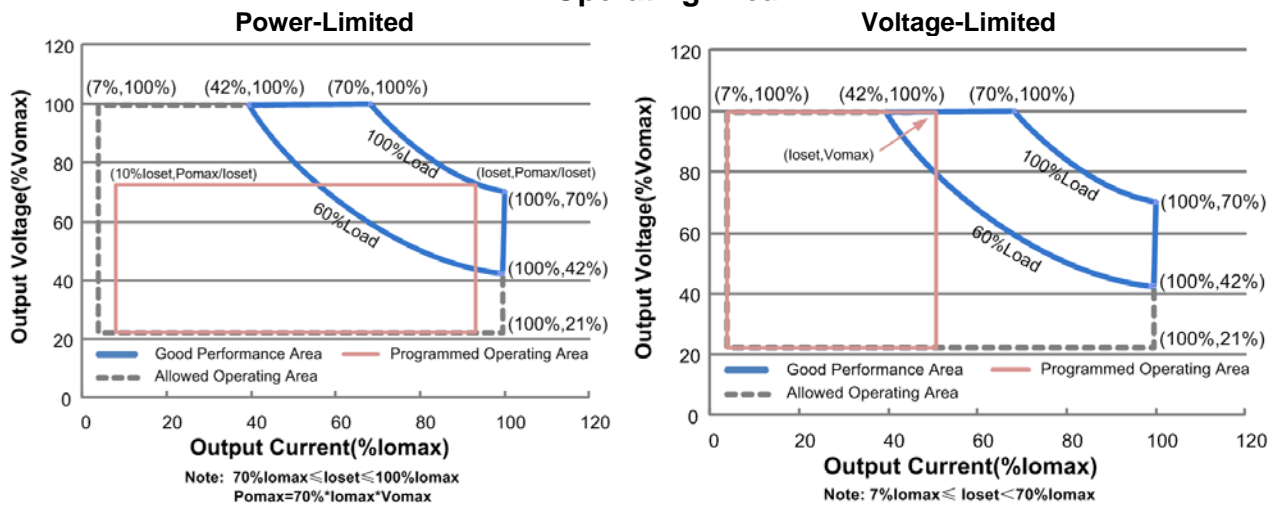 Power-Limited
Output Voltage(%Vomax)
120
100
80
60
40
20
0
(7%,100%)
(42%,100%)
(70%,100%)
100%Load
(10%Ioset,Pomax/Ioset)
(Ioset,Pomax/Ioset)
(100%,70%)
60%Load
(100%,42%)
(100%,21%)
Good Performance Area
Programmed Operating Area
Allowed Operating Area
0 20 40 60 80 100 120
Output Current(%Iomax)
Note: 70%Iomax≤Ioset≤100%Iomax
Pomax=70%*Iomax*Vomax
Voltage-Limited
Output Voltage(%Vomax)
120
100
80
60
40
20
0
(7%,100%)
(42%,100%)
(70%,100%)
(Ioset,Vomax)
100%Load
(100%,70%)
60%Load
(100%,42%)
(100%,21%)
Good Performance Area
Programmed Operating Area
Allowed Operating Area
0 20 40 60 80 100 120
Output Current(%Iomax)
Note: 7%Iomax≤ Ioset<70%Iomax